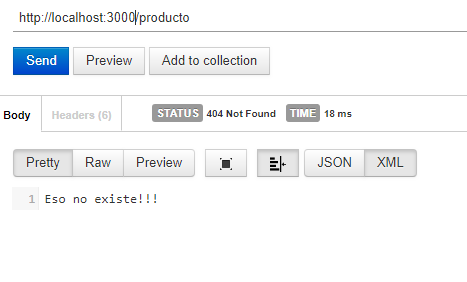 http://localhost:3000/producto
Send Preview Add to collection
Body Headers (6) STATUS 404 Not Found TIME 18 ms
Pretty Raw Preview JSON XML
1 Eso no existe!!!